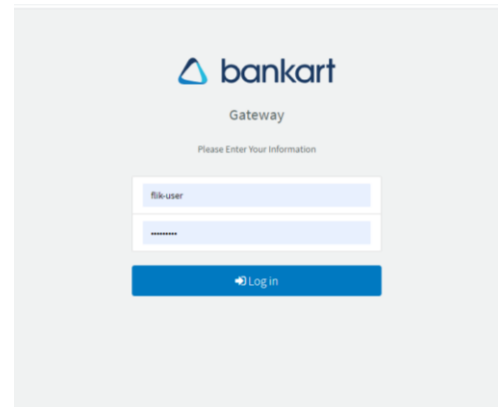 bankart
Gateway
Please Enter Your Information
flik-user
•••••••••
Log in